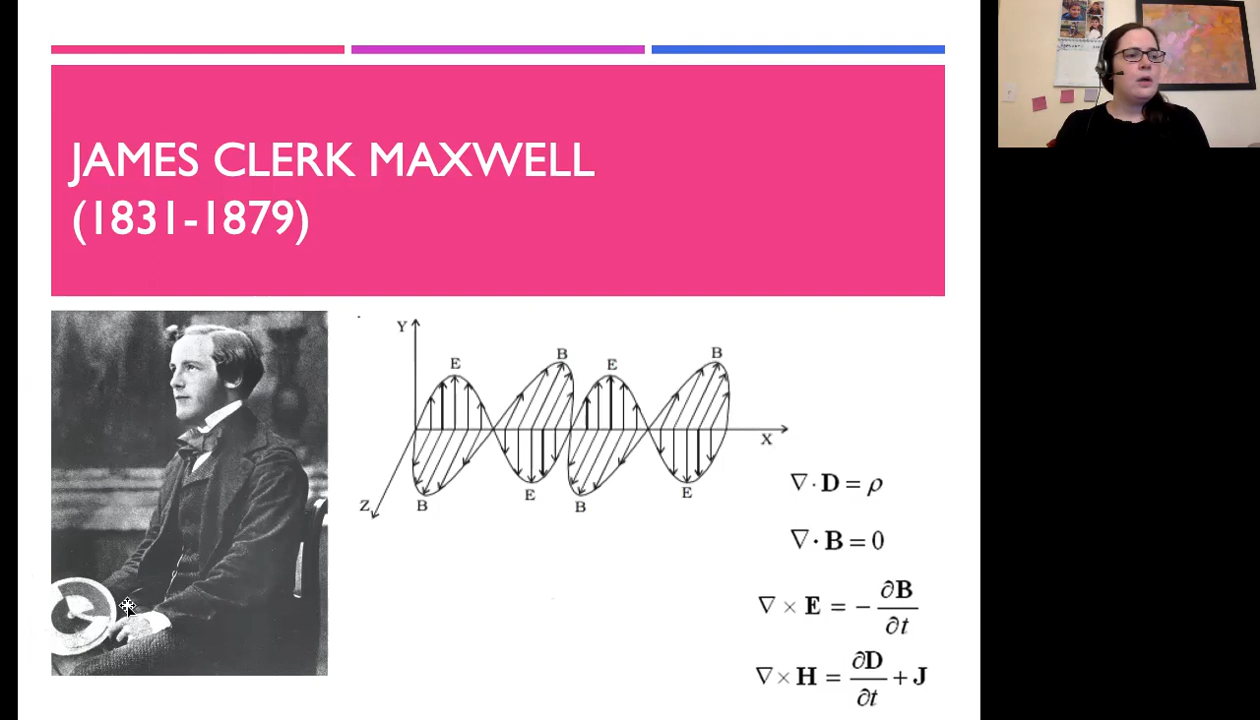 JAMES CLERK MAXWELL
(1831-1879)
Y
E
B
E
B
X
Z
B
E
B
E
∇ · D = ρ
∇ · B = 0
∇ × E = − ∂B/∂t
∇ × H = ∂D/∂t + J